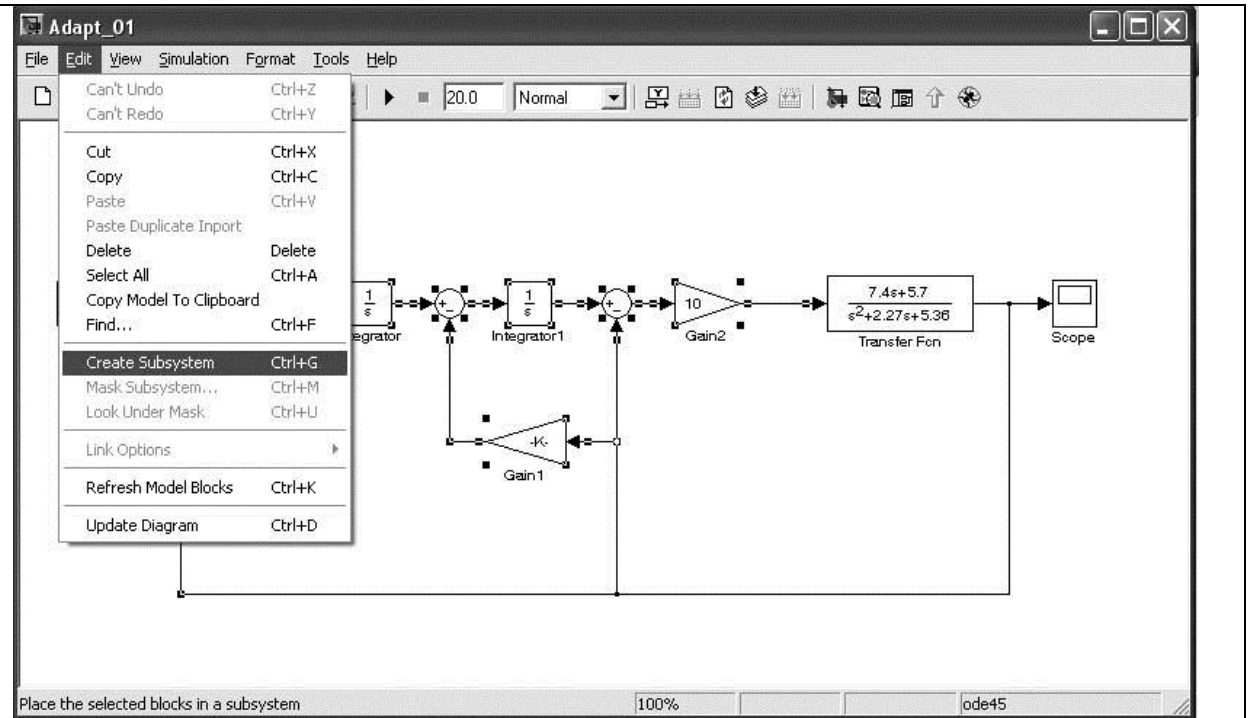 Adapt_01
File Edit View Simulation Format Tools Help
20.0 Normal
Can't Undo Ctrl+Z
Can't Redo Ctrl+Y
Cut Ctrl+X
Copy Ctrl+C
Paste Ctrl+V
Paste Duplicate Inport
Delete Delete
Select All Ctrl+A
Copy Model To Clipboard
Find... Ctrl+F
Create Subsystem Ctrl+G
Mask Subsystem... Ctrl+M
Look Under Mask Ctrl+U
Link Options
Refresh Model Blocks Ctrl+K
Update Diagram Ctrl+D
1
s
egrator
+
-
1
s
Integrator1
+
-
10
Gain2
7.4s+5.7
s²+2.27s+5.36
Transfer Fcn
Scope
-K-
Gain1
Place the selected blocks in a subsystem 100% ode45